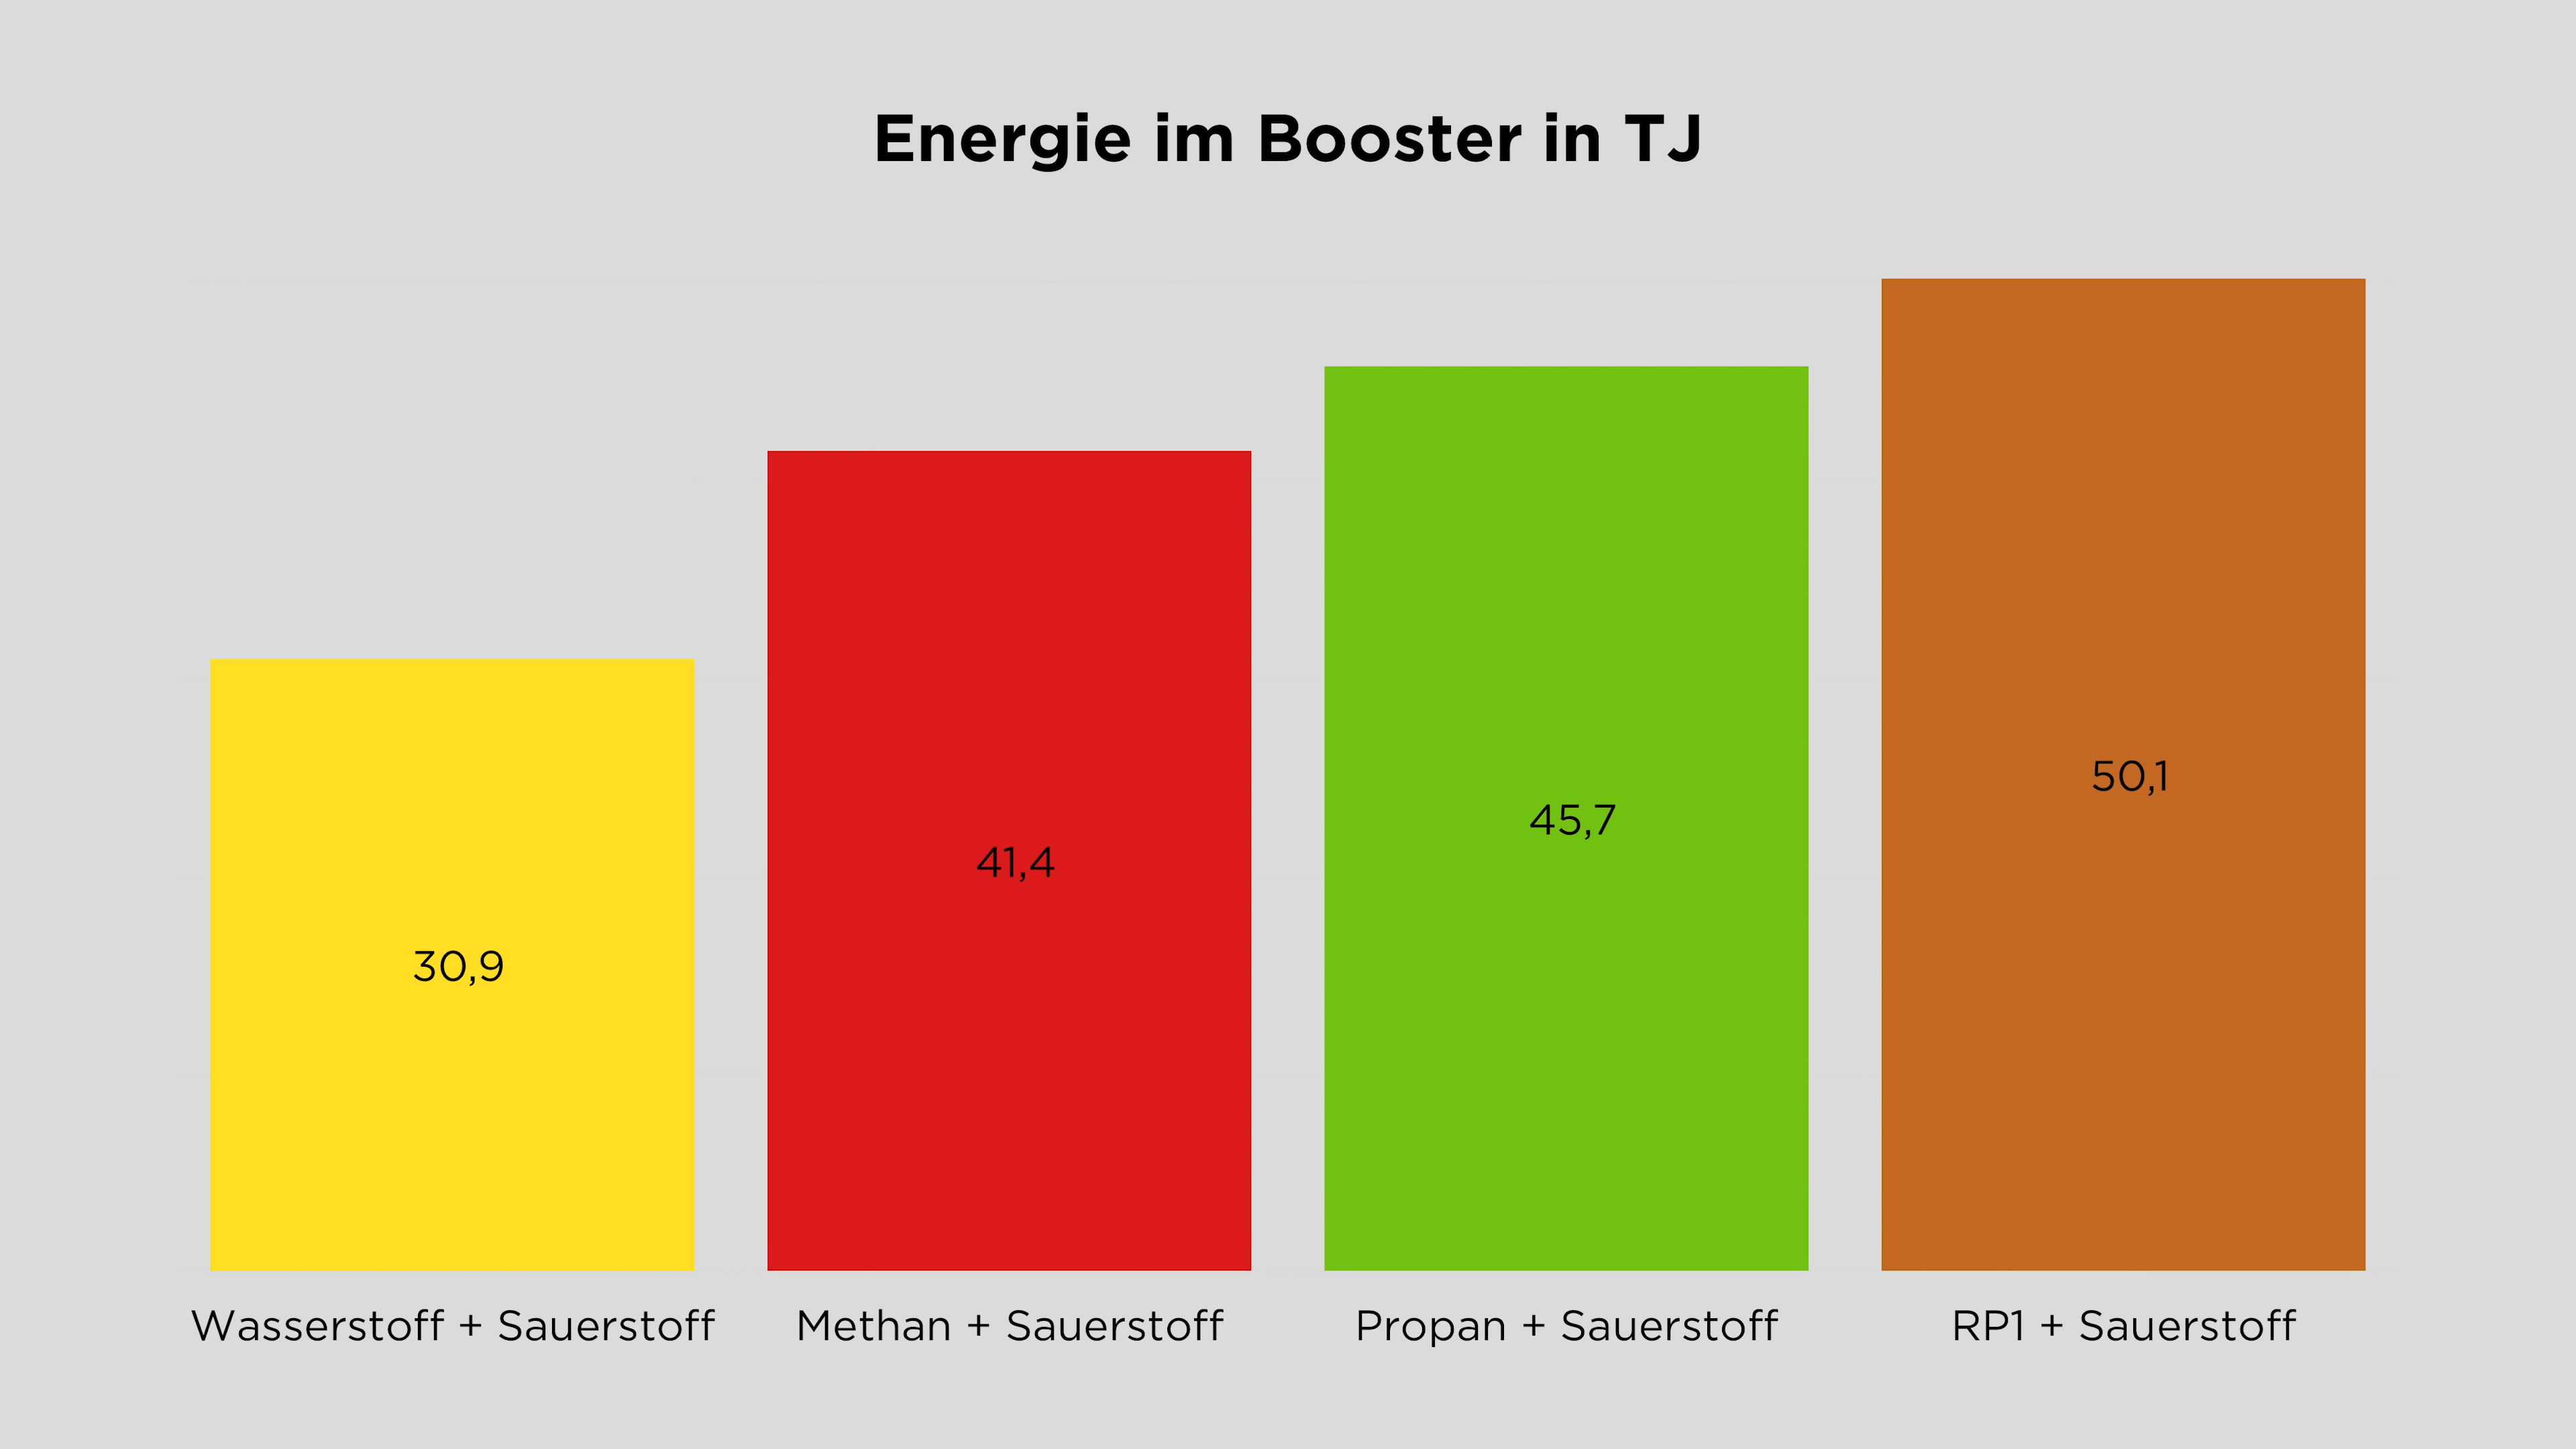 Energie im Booster in TJ
30,9
41,4
45,7
50,1
Wasserstoff + Sauerstoff
Methan + Sauerstoff
Propan + Sauerstoff
RP1 + Sauerstoff